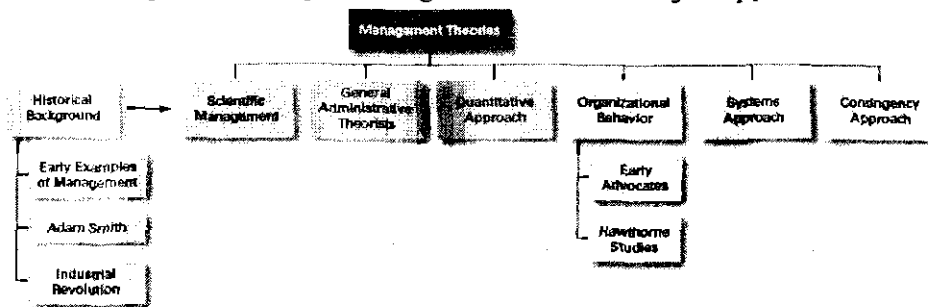 Management Theories
Historical
Background
Scientific
Management
General
Administrative
Theorists
Quantitative
Approach
Organizational
Behavior
Systems
Approach
Contingency
Approach
Early Examples
of Management
Adam Smith
Industrial
Revolution
Early
Advocates
Hawthorne
Studies